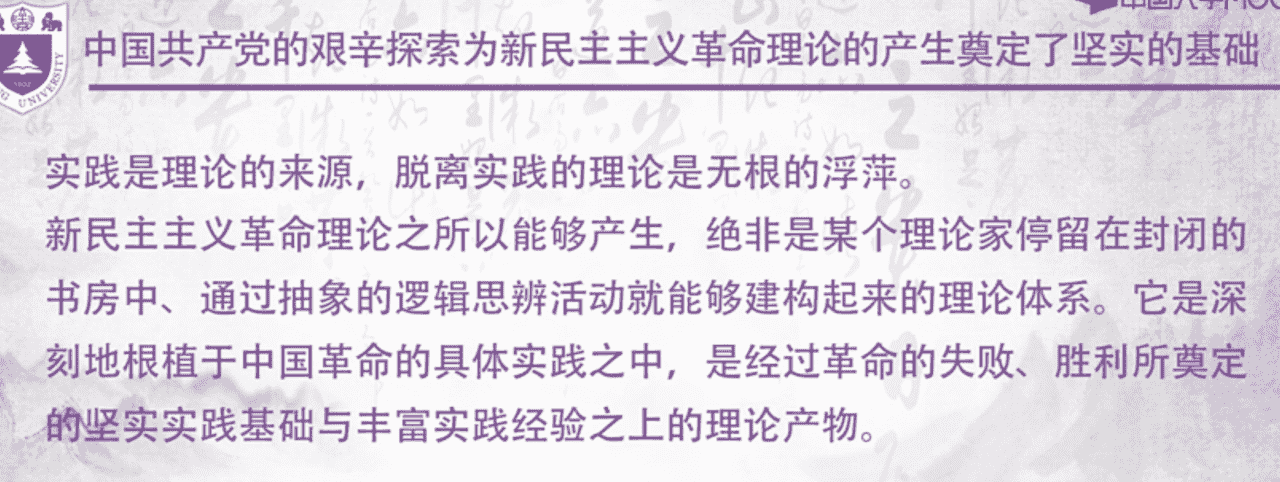 中国共产党的艰辛探索为新民主主义革命理论的产生奠定了坚实的基础
1902
UNIVERSITY
实践是理论的来源，脱离实践的理论是无根的浮萍。
新民主主义革命理论之所以能够产生，绝非是某个理论家停留在封闭的
书房中、通过抽象的逻辑思辨活动就能够建构起来的理论体系。它是深
刻地根植于中国革命的具体实践之中，是经过革命的失败、胜利所奠定
的坚实实践基础与丰富实践经验之上的理论产物。